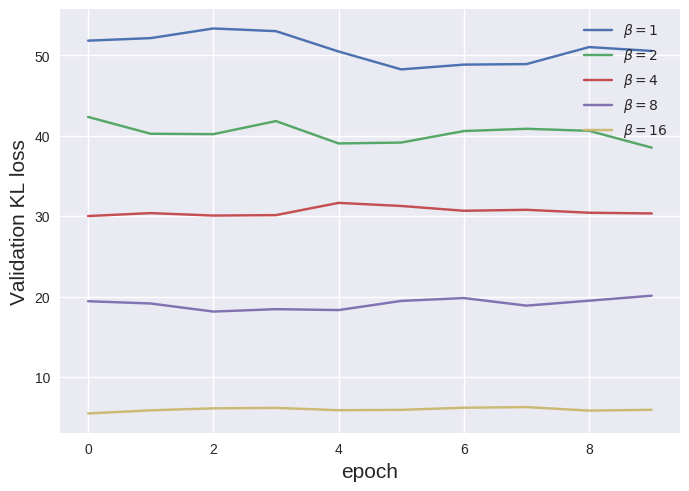 β = 1
β = 2
β = 4
β = 8
β = 16
50
40
30
20
10
Validation KL loss
0 2 4 6 8
epoch